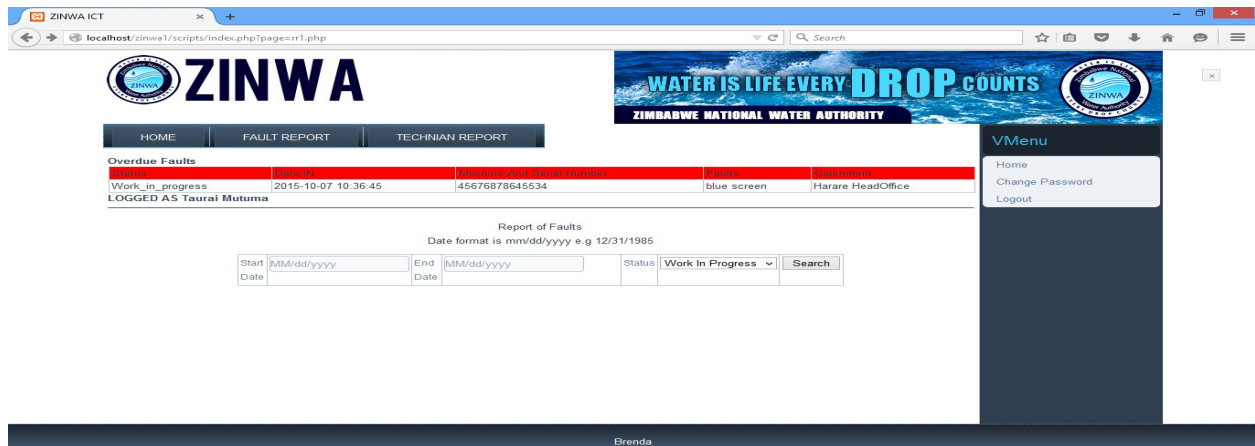 ZINWA ICT
localhost/zinwa1/scripts/index.php?page=rr1.php
Search
ZINWA
ZINWA
WATER IS LIFE EVERY DROP COUNTS
ZIMBABWE NATIONAL WATER AUTHORITY
ZINWA
HOME FAULT REPORT TECHNIAN REPORT
VMenu
Home
Change Password
Logout
Overdue Faults
Status Date IN Machine And Serial Number Faults Catchment
Work_in_progress 2015-10-07 10:36:45 45676878645534 blue screen Harare HeadOffice
LOGGED AS Taurai Mutuma
Report of Faults
Date format is mm/dd/yyyy e.g 12/31/1985
Start Date MM/dd/yyyy End Date MM/dd/yyyy Status Work In Progress Search
Brenda